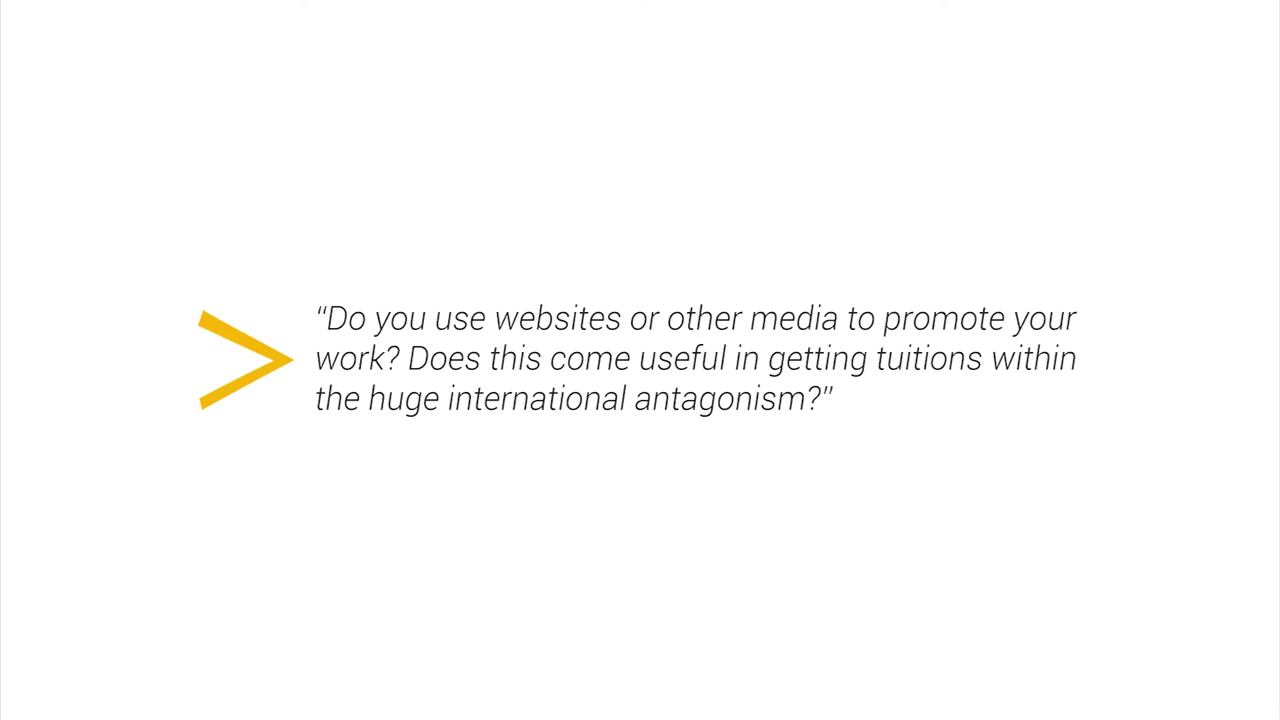 "Do you use websites or other media to promote your
work? Does this come useful in getting tuitions within
the huge international antagonism?"